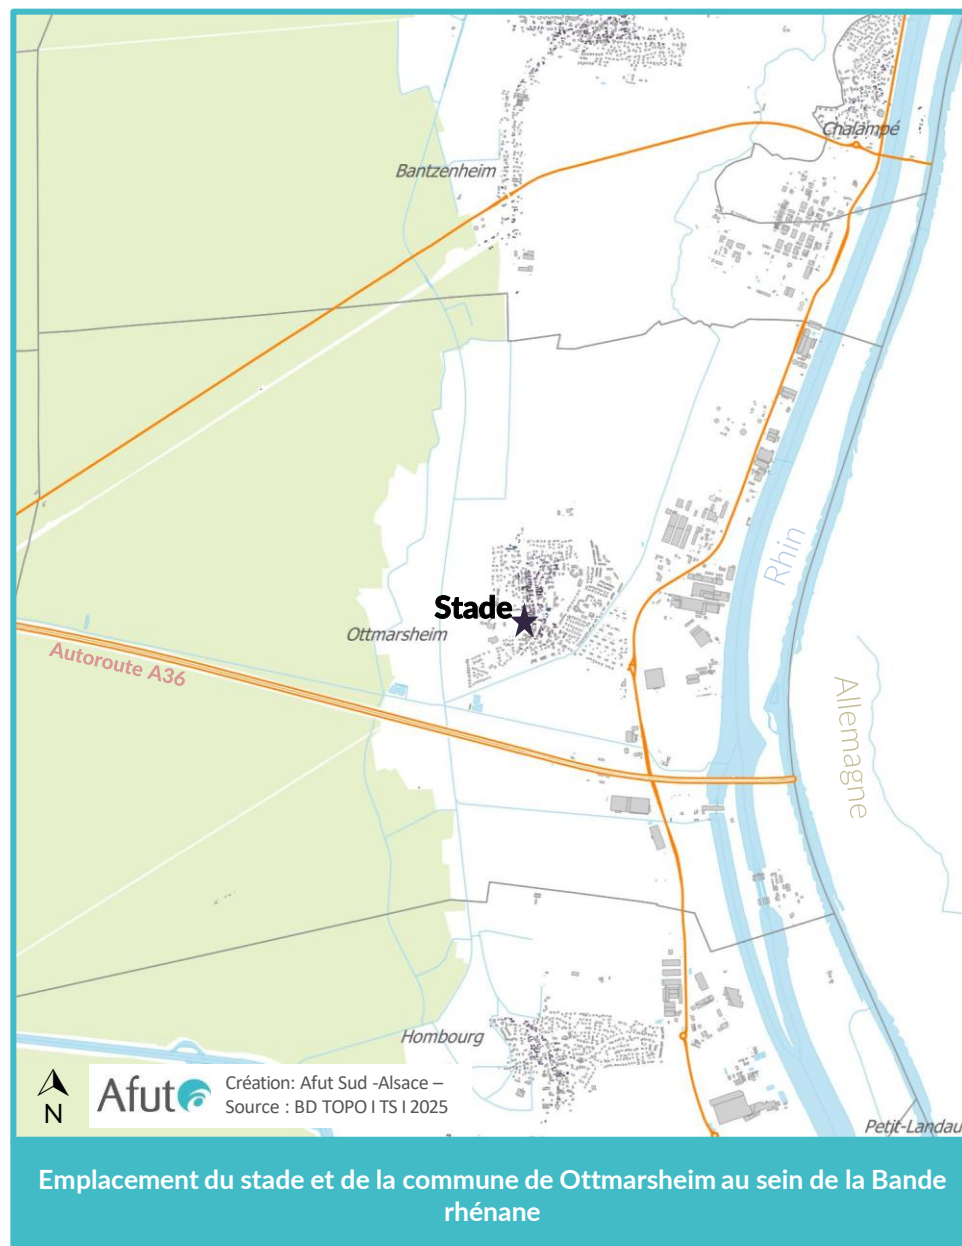 Chalampé
Bantzenheim
Rhin
Stade
Ottmarsheim
Autoroute A36
Allemagne
Hombourg
N
Afut
Création: Afut Sud -Alsace –
Source : BD TOPO I TS I 2025
Petit-Landau
Emplacement du stade et de la commune de Ottmarsheim au sein de la Bande
rhénane